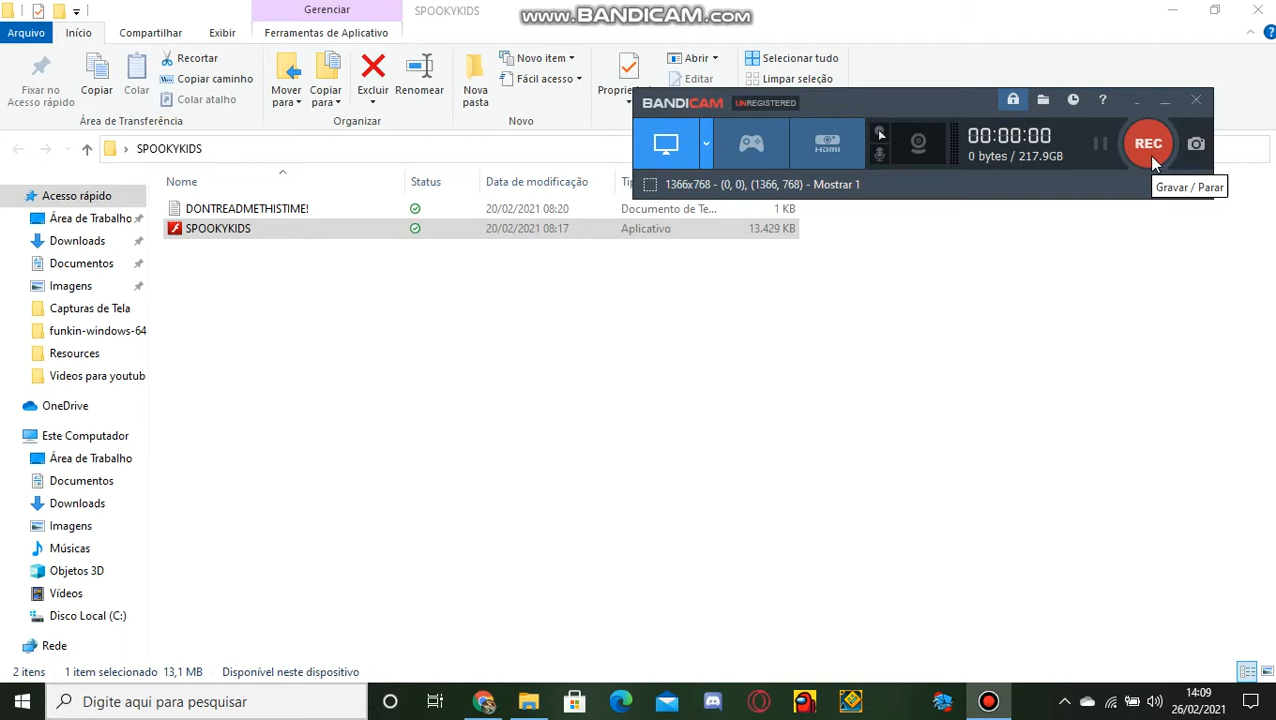 Gerenciar
SPOOKYKIDS
www.BANDICAM.com
Arquivo
Início
Compartilhar
Exibir
Ferramentas de Aplicativo
Fixar no
Acesso rápido
Copiar
Colar
Recortar
Copiar caminho
Colar atalho
Área de Transferência
Mover
para
Copiar
para
Excluir
Renomear
Organizar
Nova
pasta
Novo item
Fácil acesso
Novo
Abrir
Editar
Selecionar tudo
Limpar seleção
BANDICAM
UNREGISTERED
HDMI
00:00:00
0 bytes / 217.9GB
REC
1366x768 - (0, 0), (1366, 768) - Mostrar 1
Gravar / Parar
SPOOKYKIDS
Nome
Status
Data de modificação
DONTREADMETHISTIME!
20/02/2021 08:20
Documento de Te...
1 KB
SPOOKYKIDS
20/02/2021 08:17
Aplicativo
13.429 KB
Acesso rápido
Área de Trabalho
Downloads
Documentos
Imagens
Capturas de Tela
funkin-windows-64
Resources
Videos para youtub
OneDrive
Este Computador
Área de Trabalho
Documentos
Downloads
Imagens
Músicas
Objetos 3D
Vídeos
Disco Local (C:)
Rede
2 itens
1 item selecionado 13,1 MB
Disponível neste dispositivo
Digite aqui para pesquisar
14:09
26/02/2021